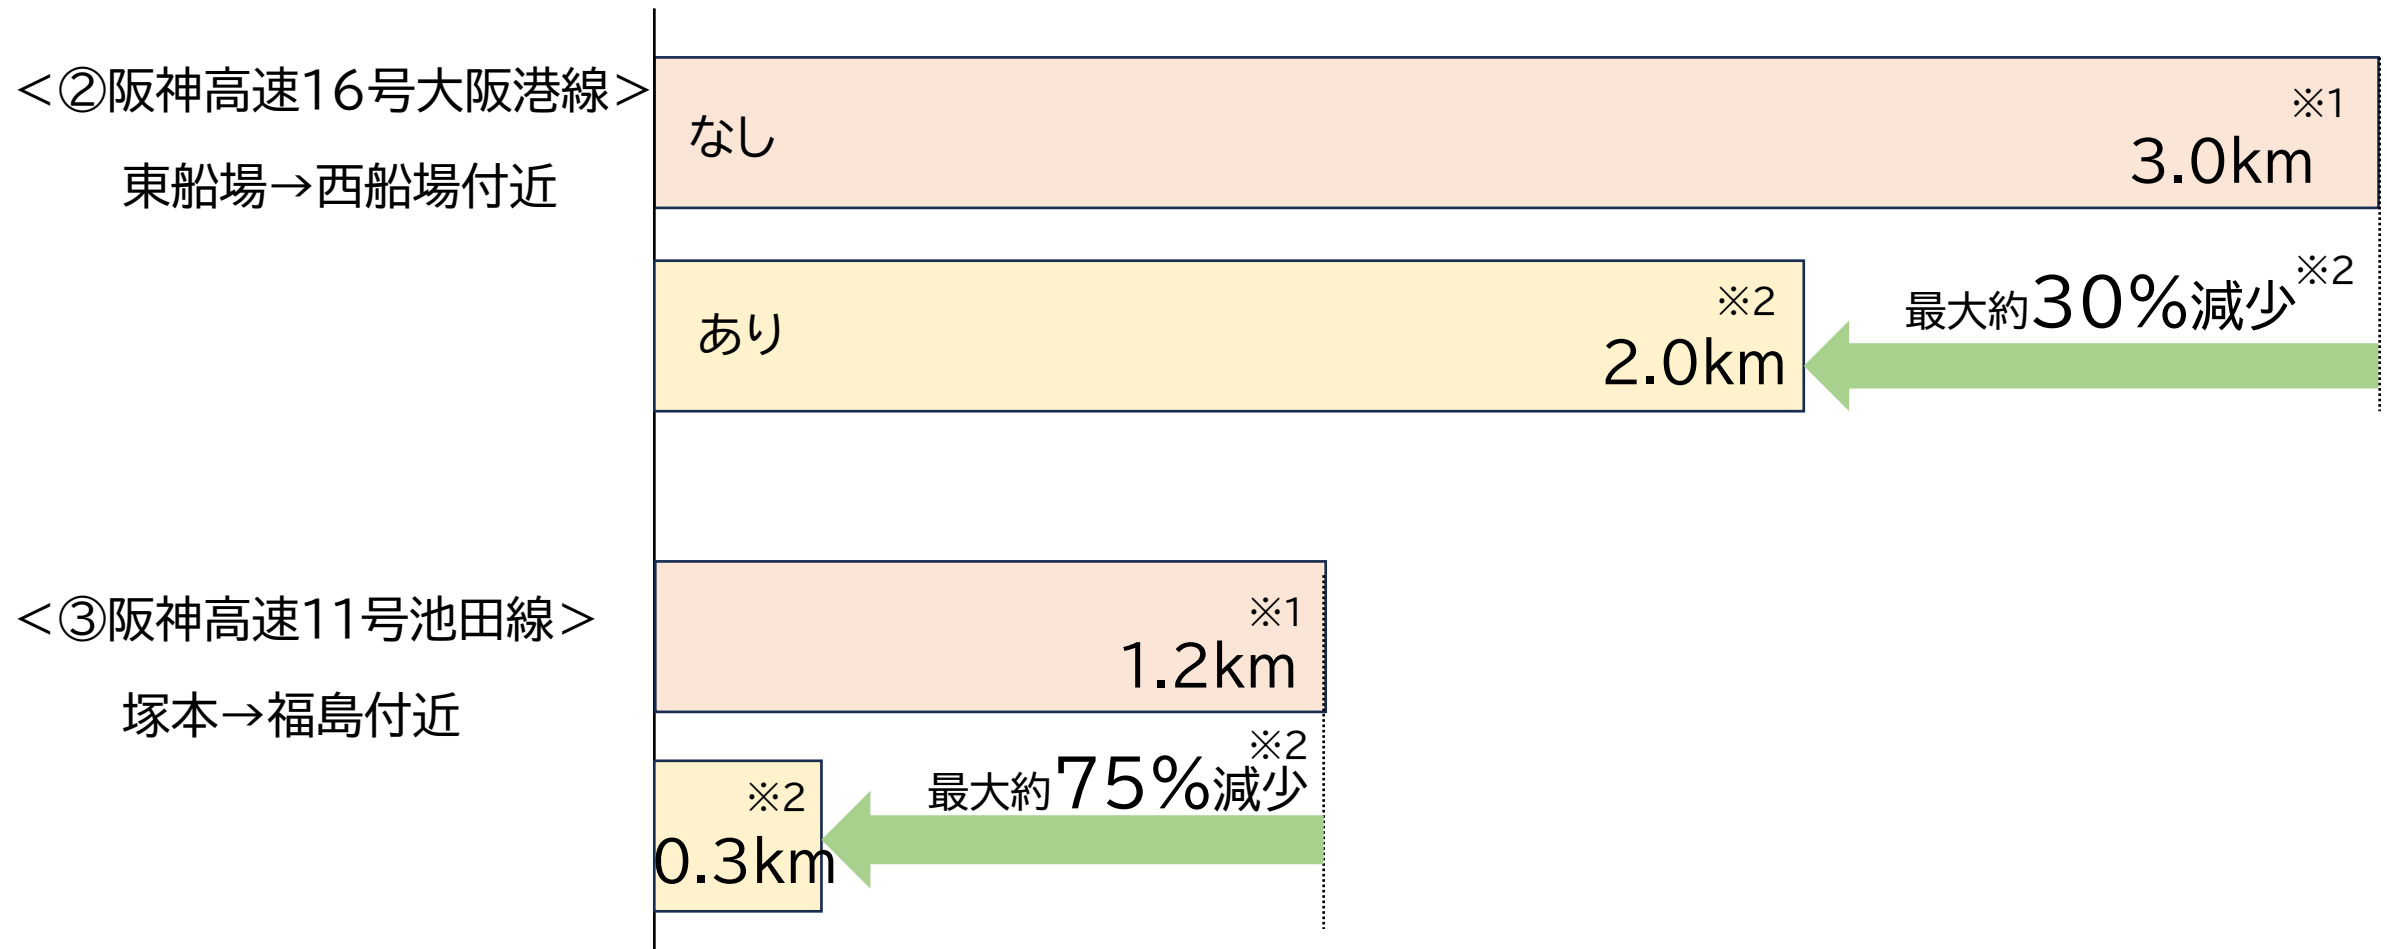 ＜②阪神高速16号大阪港線＞
東船場→西船場付近
なし
※1
3.0km
あり
※2
2.0km
最大約30%減少※2
＜③阪神高速11号池田線＞
塚本→福島付近
※1
1.2km
※2
0.3km
最大約75%減少※2